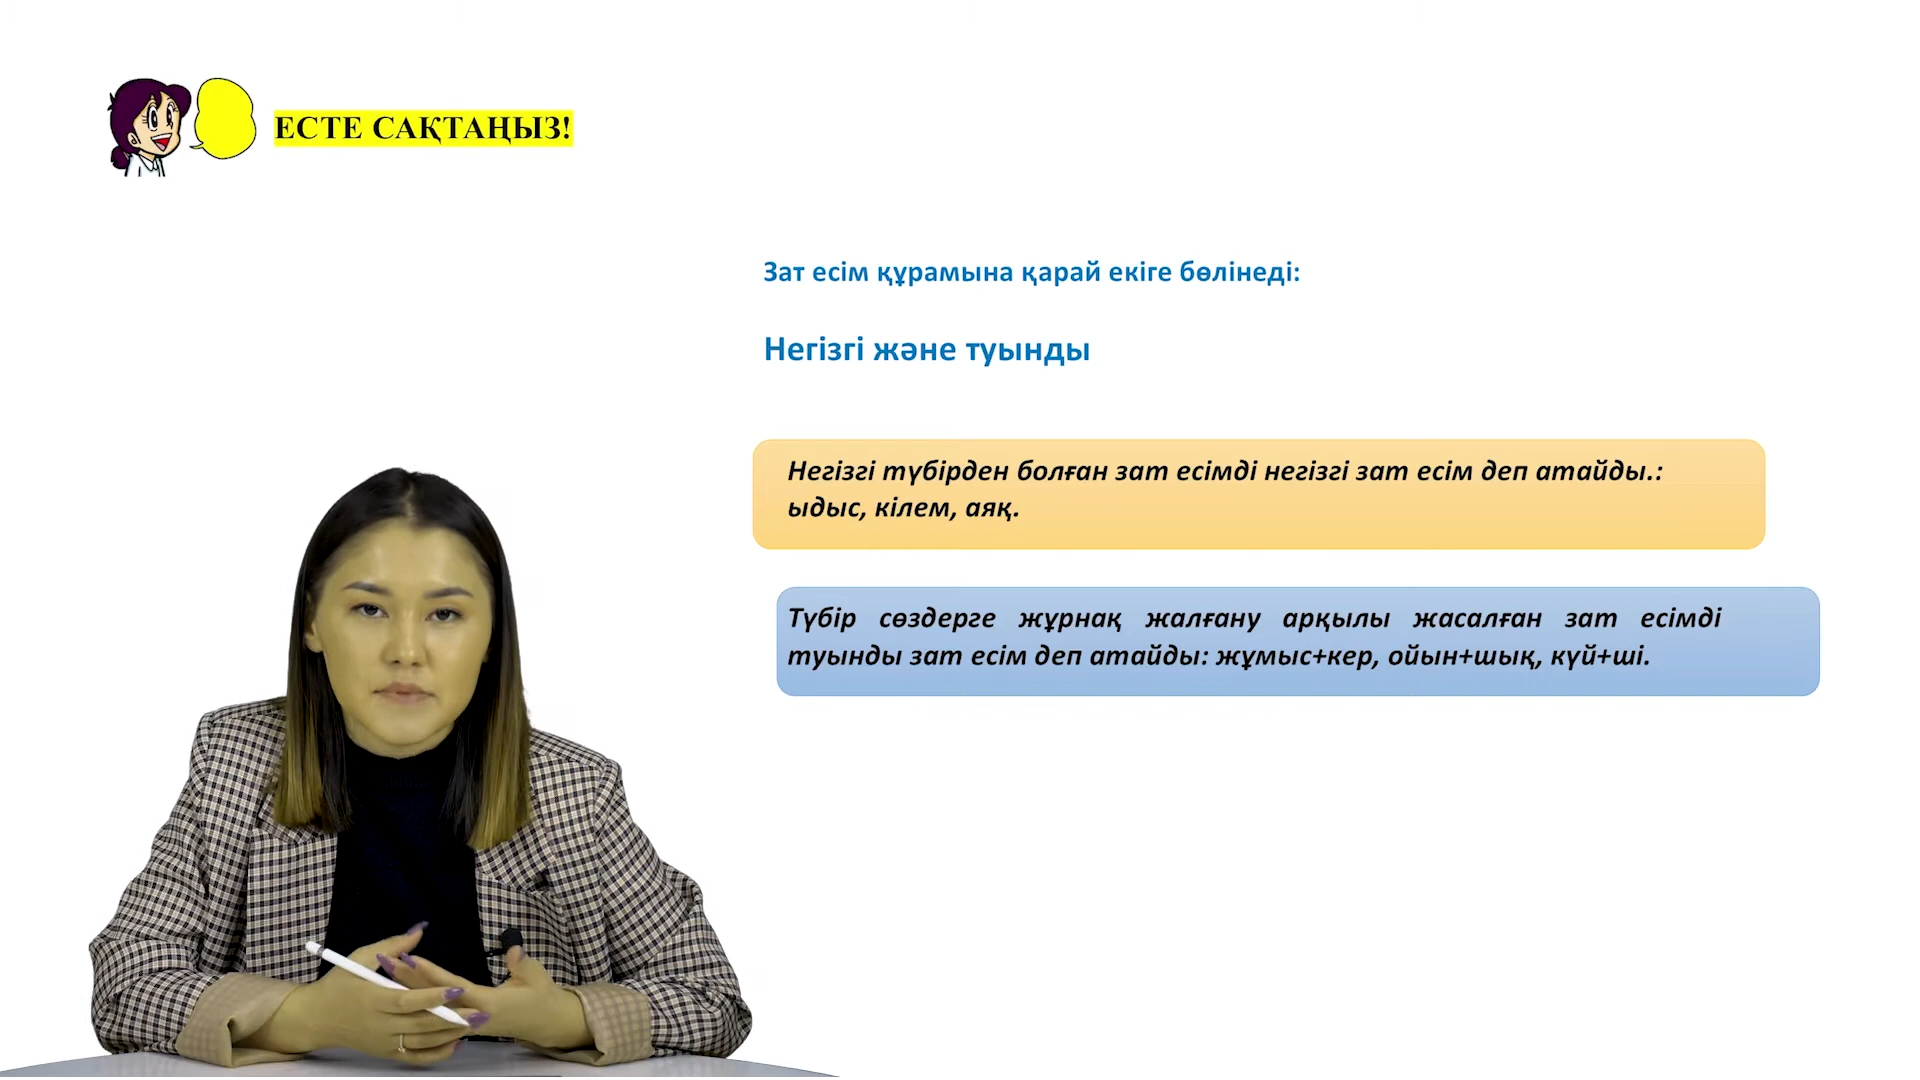 ЕСТЕ САҚТАҢЫЗ!
Зат есім құрамына қарай екіге бөлінеді:
Негізгі және туынды
Негізгі түбірден болған зат есімді негізгі зат есім деп атайды.:
ыдыс, кілем, аяқ.
Түбір сөздерге жұрнақ жалғану арқылы жасалған зат есімді
туынды зат есім деп атайды: жұмыс+кер, ойын+шық, күй+ші.